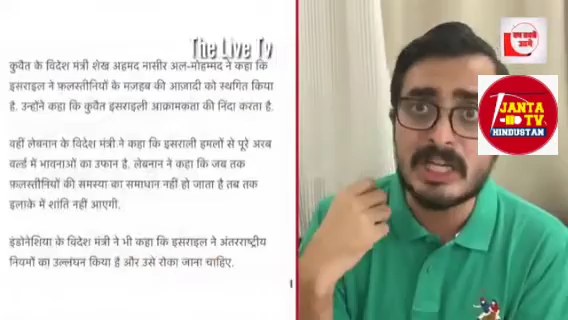 The Live Tv
कुवैत के विदेश मंत्री शेख अहमद नासीर अल-मोहम्मद ने कहा कि
इसराइल ने फ़लस्तीनियों के मज़हब की आज़ादी को स्थगित किया
है. उन्होंने कहा कि कुवैत इसराइली आक्रामकता की निंदा करता है.
वहीं लेबनान के विदेश मंत्री ने कहा कि इसराली हमलों से पूरे अरब
वर्ल्ड में भावनाओं का उफान है. लेबनान ने कहा कि जब तक
फ़लस्तीनियों की समस्या का समाधान नहीं हो जाता है तब तक
इलाक़े में शांति नहीं आएगी.
इंडोनेशिया के विदेश मंत्री ने भी कहा कि इसराइल ने अंतरराष्ट्रीय
नियमों का उल्लंघन किया है और उसे रोका जाना चाहिए.
JANTA
TV
HINDUSTAN